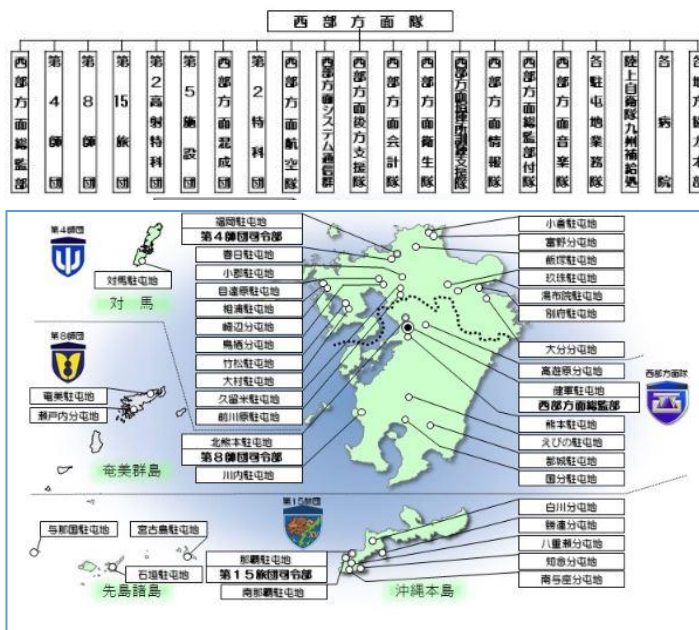 西部方面隊
西部方面総監部
第4師団
第8師団
第15旅団
第2高射特科団
第5施設団
西部方面混成団
第2特科団
西部方面航空隊
西部方面システム通信群
西部方面後方支援隊
西部方面会計隊
西部方面衛生隊
西部方面情報隊
西部方面総監部付隊
西部方面音楽隊
各駐屯地業務隊
陸上自衛隊九州補給処
各病院
第4師団
対馬駐屯地
対馬
第8師団
奄美駐屯地
瀬戸内分屯地
奄美群島
福岡駐屯地
第4師団司令部
春日駐屯地
小郡駐屯地
目達原駐屯地
相浦駐屯地
崎辺分屯地
鳥栖分屯地
竹松駐屯地
大村駐屯地
久留米駐屯地
前川原駐屯地
北熊本駐屯地
第8師団司令部
川内駐屯地
小倉駐屯地
富野分屯地
飯塚駐屯地
玖珠駐屯地
湯布院駐屯地
別府駐屯地
大分分屯地
高遊原分屯地
西部方面隊
健軍駐屯地
西部方面総監部
熊本駐屯地
えびの駐屯地
都城駐屯地
国分駐屯地
第15旅団
与那国駐屯地
宮古島駐屯地
石垣駐屯地
先島諸島
那覇駐屯地
第15旅団司令部
南那覇駐屯地
白川分屯地
勝連分屯地
八重瀬分屯地
知念分屯地
南与座分屯地
沖縄本島